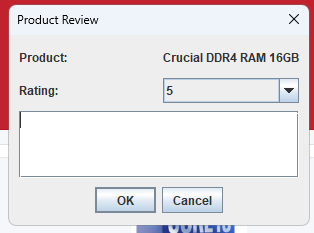 Product Review
Product: Crucial DDR4 RAM 16GB
Rating: 5
OK Cancel